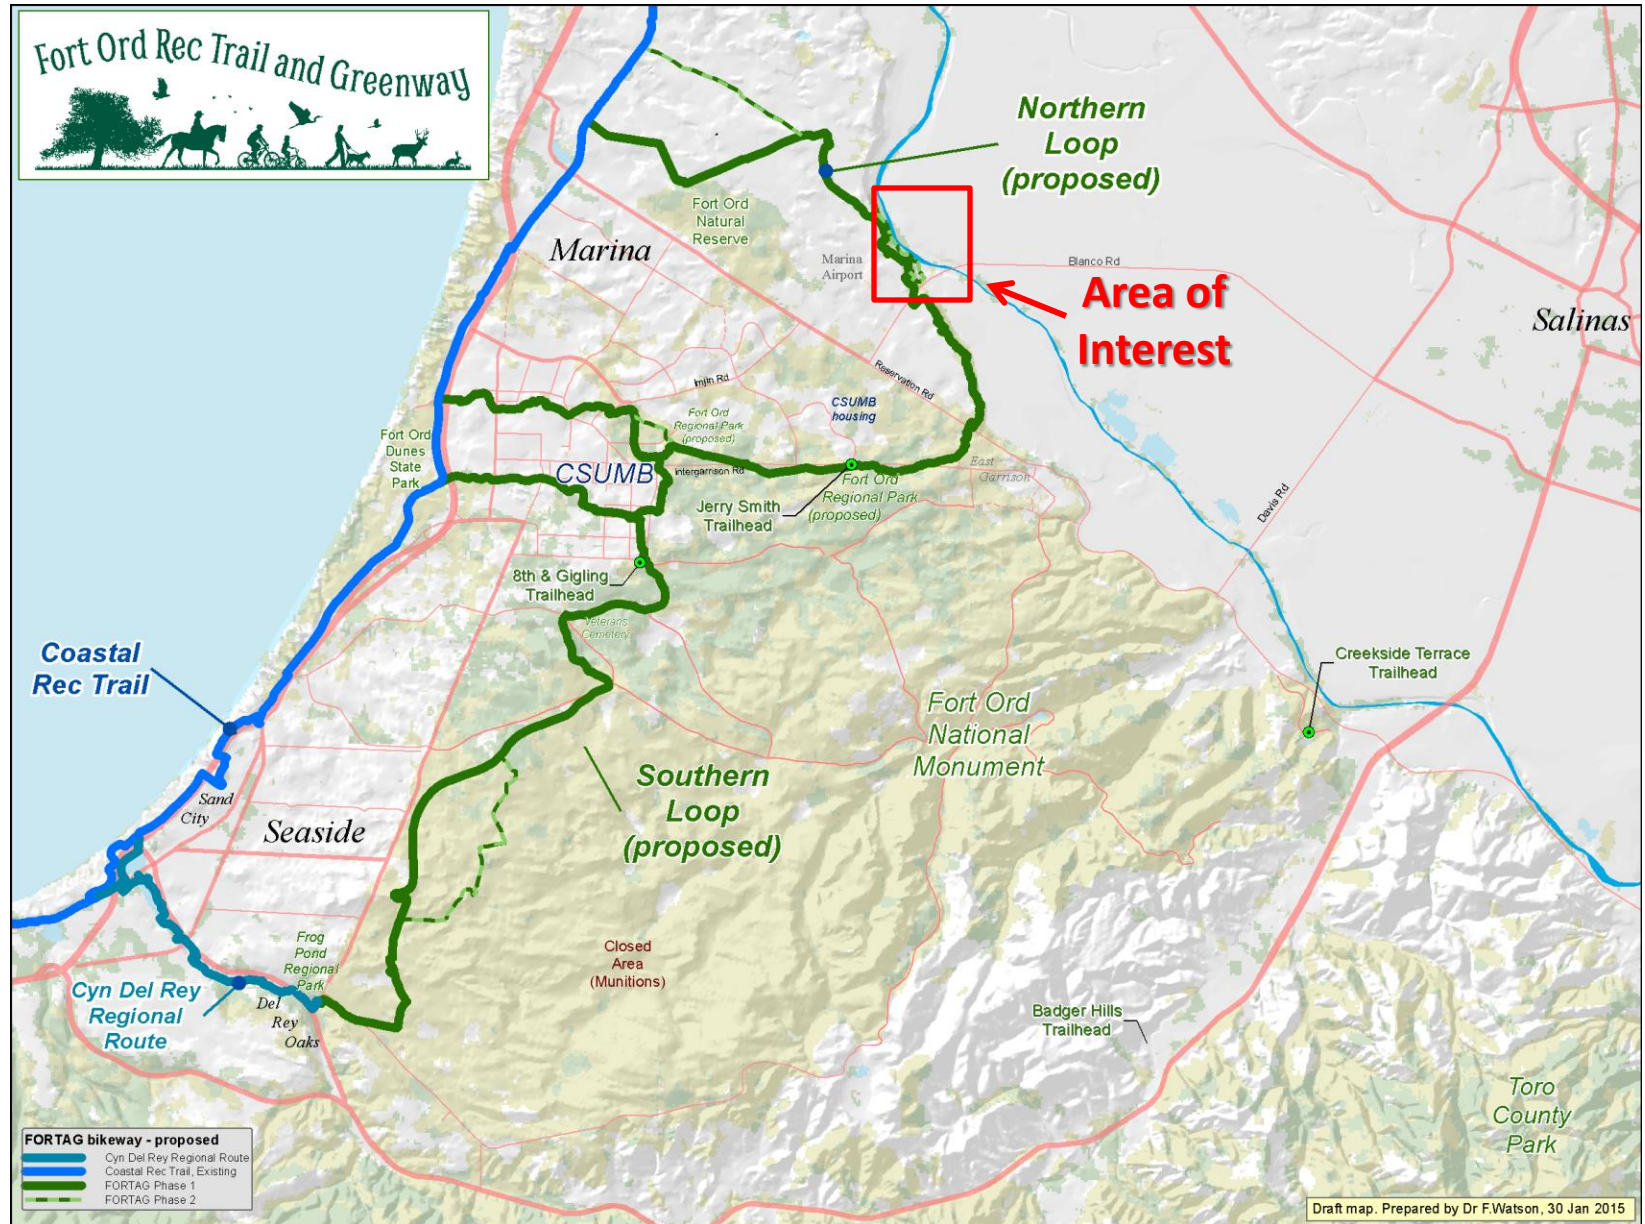 Fort Ord Rec Trail and Greenway
Northern
Loop
(proposed)
Fort Ord
Natural
Reserve
Marina
Marina
Airport
Blanco Rd
Area of
Interest
Salinas
Reservation Rd
Imjin Rd
CSUMB
housing
Fort Ord
Regional Park
(proposed)
Fort Ord
Dunes
State
Park
CSUMB
Intergarrison Rd
East
Garrison
Fort Ord
Regional Park
(proposed)
Jerry Smith
Trailhead
Davis Rd
8th & Gigling
Trailhead
Veterans
Cemetery
Coastal
Rec Trail
Creekside Terrace
Trailhead
Fort Ord
National
Monument
Southern
Loop
(proposed)
Sand
City
Seaside
Frog
Pond
Regional
Park
Closed
Area
(Munitions)
Cyn Del Rey
Regional
Route
Del
Rey
Oaks
Badger Hills
Trailhead
Toro
County
Park
FORTAG bikeway - proposed
Cyn Del Rey Regional Route
Coastal Rec Trail, Existing
FORTAG Phase 1
FORTAG Phase 2
Draft map. Prepared by Dr F.Watson, 30 Jan 2015